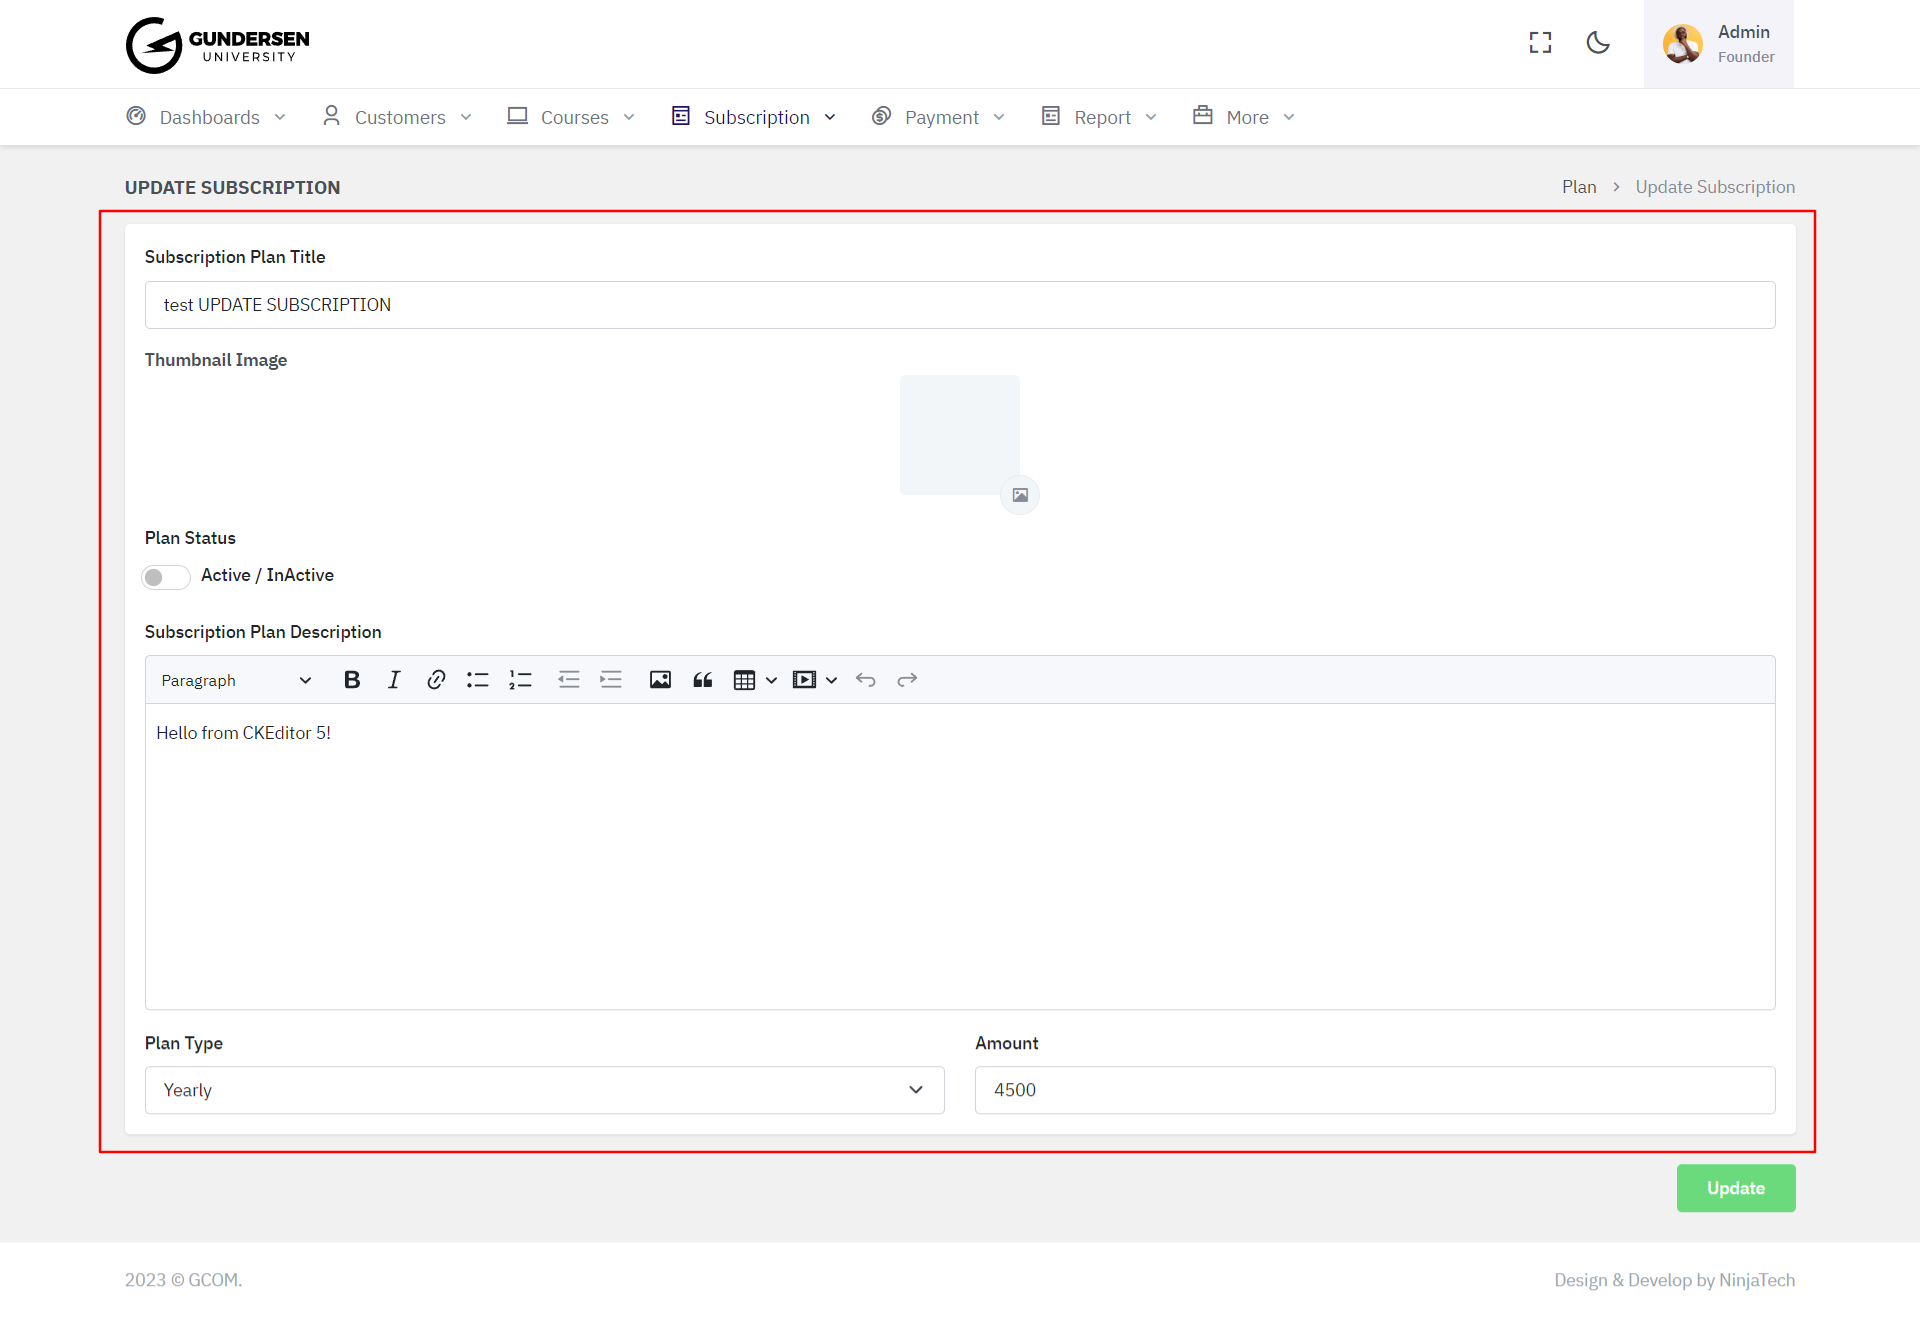 GUNDERSEN
UNIVERSITY
Admin
Founder
Dashboards Customers Courses Subscription Payment Report More
UPDATE SUBSCRIPTION
Plan > Update Subscription
Subscription Plan Title
test UPDATE SUBSCRIPTION
Thumbnail Image
Plan Status
Active / InActive
Subscription Plan Description
Paragraph
Hello from CKEditor 5!
Plan Type Amount
Yearly 4500
Update
2023 © GCOM. Design & Develop by NinjaTech